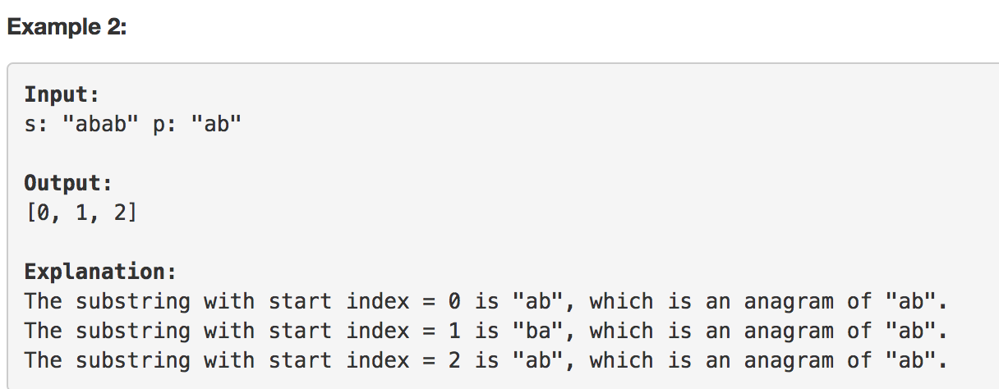 Example 2:
Input:
s: "abab" p: "ab"
Output:
[0, 1, 2]
Explanation:
The substring with start index = 0 is "ab", which is an anagram of "ab".
The substring with start index = 1 is "ba", which is an anagram of "ab".
The substring with start index = 2 is "ab", which is an anagram of "ab".